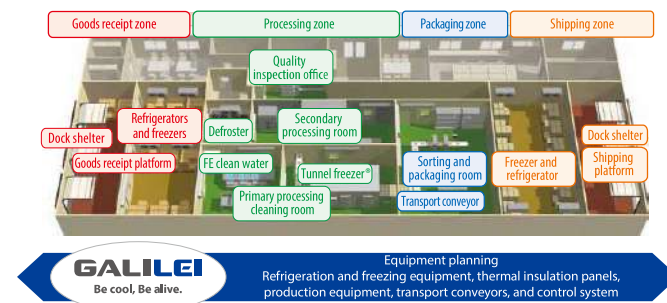 Goods receipt zone
Processing zone
Packaging zone
Shipping zone
Quality
inspection office
Refrigerators
and freezers
Defroster
Secondary
processing room
Dock shelter
Dock shelter
Goods receipt platform
FE clean water
Tunnel freezer®
Sorting and
packaging room
Freezer and
refrigerator
Shipping
platform
Primary processing
cleaning room
Transport conveyor
GALILEI
Be cool, Be alive.
Equipment planning
Refrigeration and freezing equipment, thermal insulation panels,
production equipment, transport conveyors, and control system